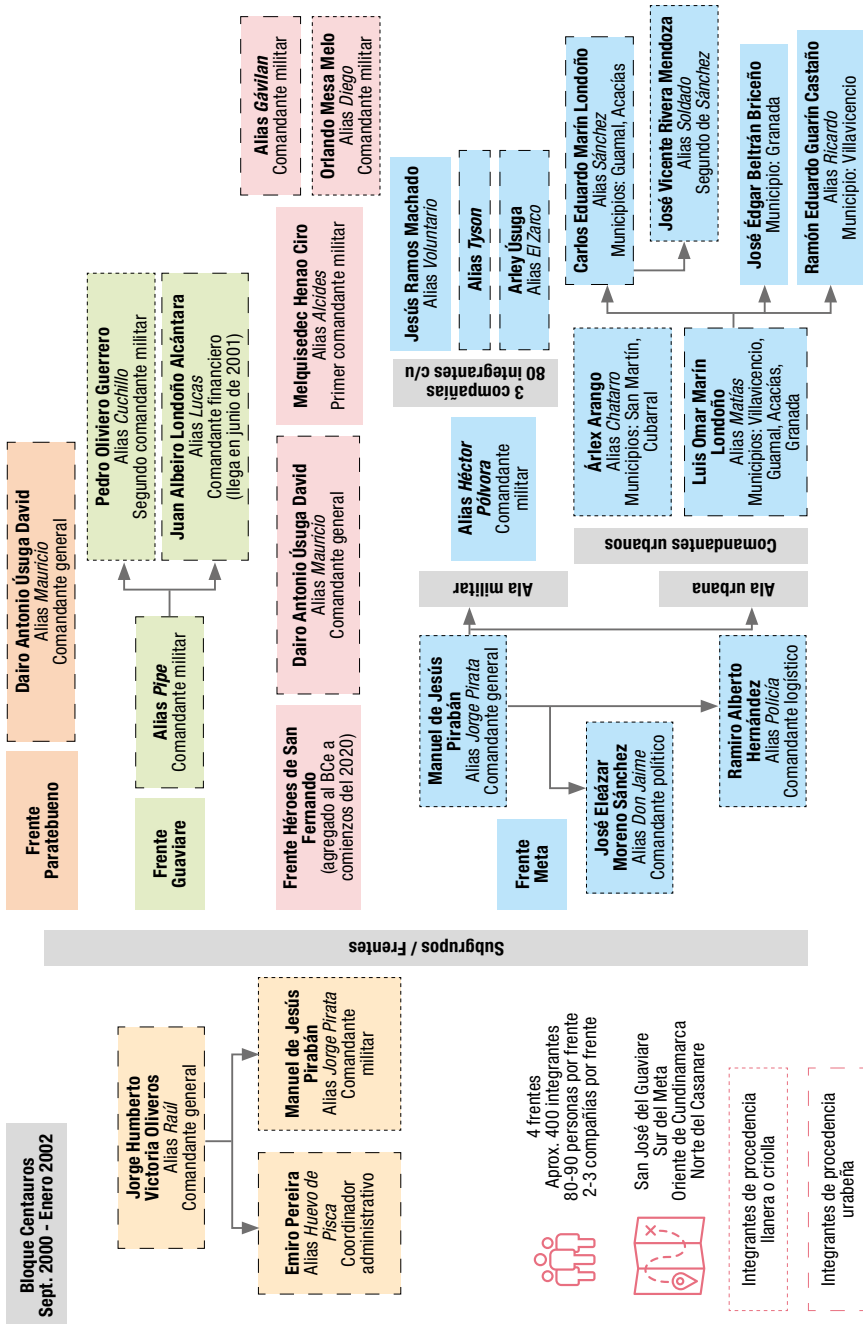 Bloque Centauros
Sept. 2000 - Enero 2002
Jorge Humberto
Victoria Oliveros
Alias Raúl
Comandante general
Emiro Pereira
Alias Huevo de
Pisca
Coordinador
administrativo
Manuel de Jesús
Pirabán
Alias Jorge Pirata
Comandante
militar
4 frentes
Aprox. 400 integrantes
80-90 personas por frente
2-3 compañías por frente
San José del Guaviare
Sur del Meta
Oriente de Cundinamarca
Norte del Casanare
Integrantes de procedencia
llanera o criolla
Integrantes de procedencia
urabeña
Subgrupos / Frentes
Frente
Paratebueno
Dairo Antonio Úsuga David
Alias Mauricio
Comandante general
Frente
Guaviare
Alias Pipe
Comandante militar
Pedro Oliviero Guerrero
Alias Cuchillo
Segundo comandante militar
Juan Albeiro Londoño Alcántara
Alias Lucas
Comandante financiero
(llega en junio de 2001)
Frente Héroes de San
Fernando
(agregado al BCe a
comienzos del 2020)
Dairo Antonio Úsuga David
Alias Mauricio
Comandante general
Melquisedec Henao Ciro
Alias Alcides
Primer comandante militar
Alias Gávilan
Comandante militar
Orlando Mesa Melo
Alias Diego
Comandante militar
Frente
Meta
Manuel de Jesús
Pirabán
Alias Jorge Pirata
Comandante general
José Eleázar
Moreno Sánchez
Alias Don Jaime
Comandante político
Ramiro Alberto
Hernández
Alias Policía
Comandante logístico
Ala militar
Alias Héctor
Pólvora
Comandante
militar
3 compañías
80 integrantes c/u
Jesús Ramos Machado
Alias Voluntario
Alias Tyson
Arley Úsuga
Alias El Zarco
Ala urbana
Comandantes urbanos
Árlex Arango
Alias Chatarro
Municipios: San Martín,
Cubarral
Luis Omar Marín
Londoño
Alias Matías
Municipios: Villavicencio,
Guamal, Acacías,
Granada
Carlos Eduardo Marín Londoño
Alias Sánchez
Municipios: Guamal, Acacías
José Vicente Rivera Mendoza
Alias Soldado
Segundo de Sánchez
José Édgar Beltrán Briceño
Municipio: Granada
Ramón Eduardo Guarín Castaño
Alias Ricardo
Municipio: Villavicencio